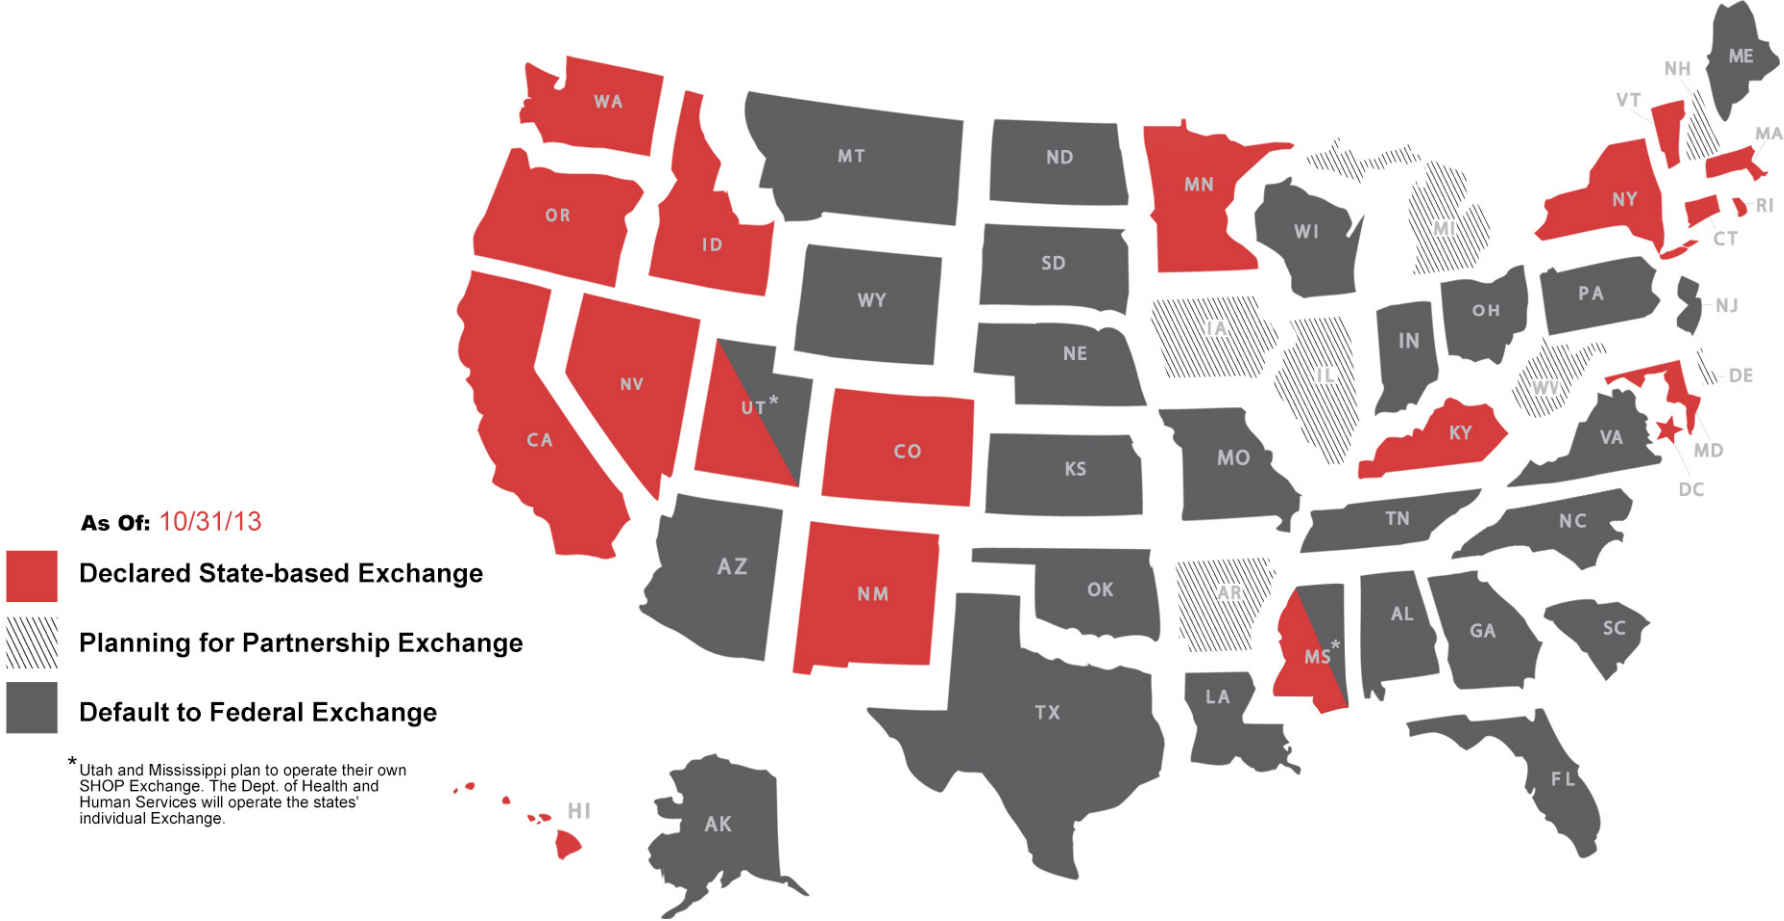 ME
NH
VT
WA
MA
MT
ND
MN
NY
RI
OR
WI
MI
ID
CT
SD
WY
PA
NJ
OH
IA
IN
NE
IL
DE
NV
WV
UT*
KY
CA
VA
CO
MD
MO
KS
DC
TN
NC
As Of: 10/31/13
AZ
Declared State-based Exchange
OK
NM
AR
AL
SC
GA
Planning for Partnership Exchange
MS*
LA
TX
Default to Federal Exchange
*Utah and Mississippi plan to operate their own
SHOP Exchange. The Dept. of Health and
Human Services will operate the states'
individual Exchange.
FL
HI
AK